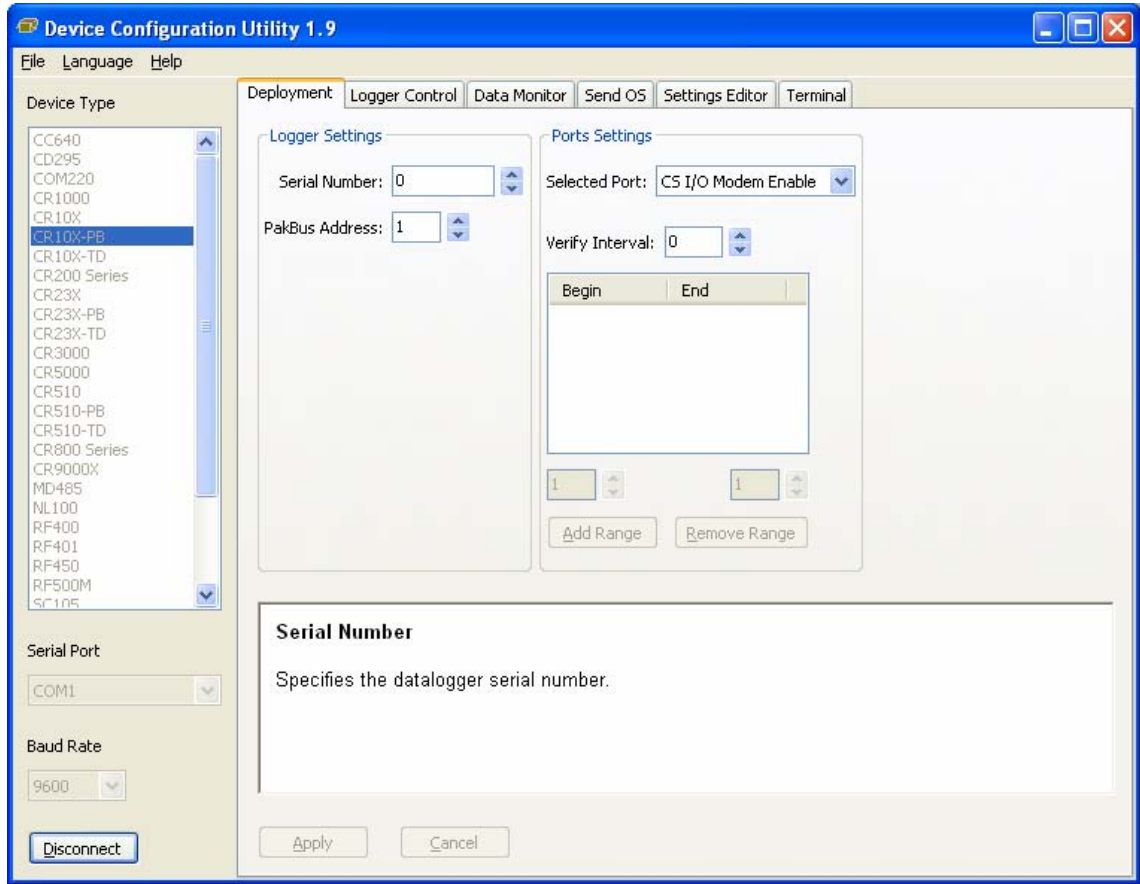 Device Configuration Utility 1.9
File Language Help
Device Type
CC640
CD295
COM220
CR1000
CR10X
CR10X-PB
CR10X-TD
CR200 Series
CR23X
CR23X-PB
CR23X-TD
CR3000
CR5000
CR510
CR510-PB
CR510-TD
CR800 Series
CR9000X
MD485
NL100
RF400
RF401
RF450
RF500M
SC105
Serial Port
COM1
Baud Rate
9600
Disconnect
Deployment Logger Control Data Monitor Send OS Settings Editor Terminal
Logger Settings
Serial Number: 0
PakBus Address: 1
Ports Settings
Selected Port: CS I/O Modem Enable
Verify Interval: 0
Begin End
1 1
Add Range Remove Range
Serial Number
Specifies the datalogger serial number.
Apply Cancel